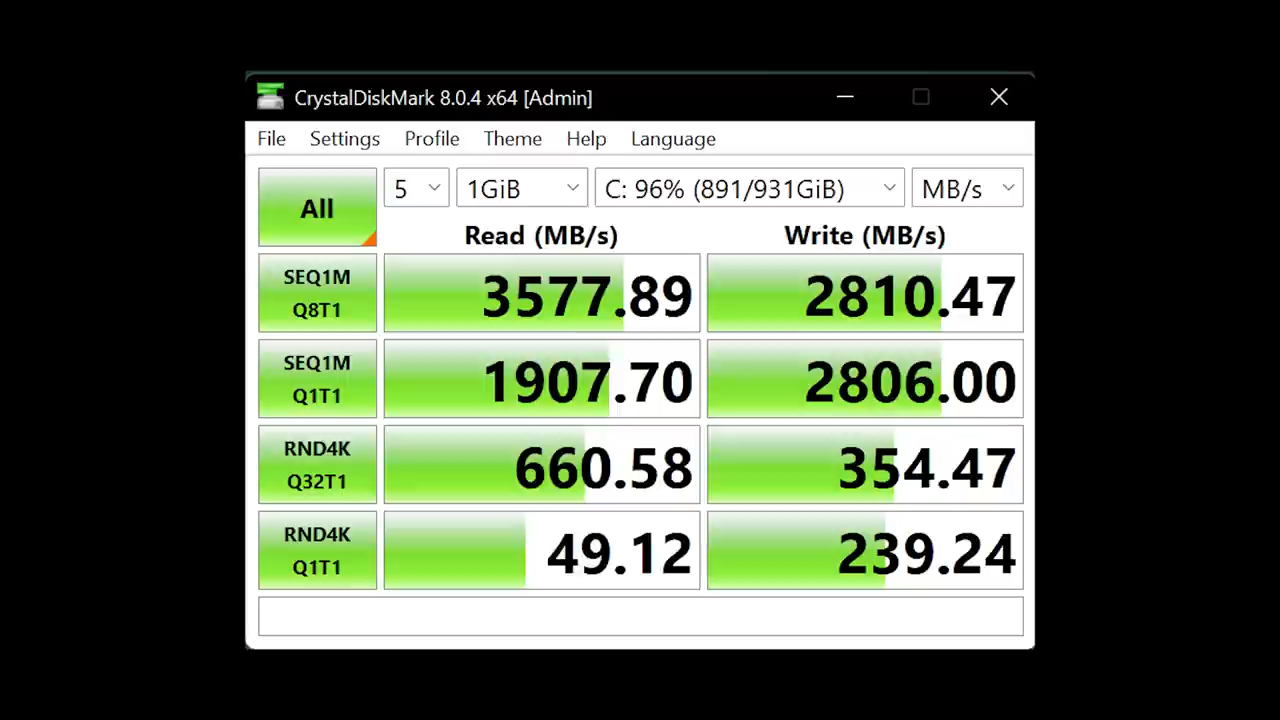 CrystalDiskMark 8.0.4 x64 [Admin]
File Settings Profile Theme Help Language
All 5 1GiB C: 96% (891/931GiB) MB/s
Read (MB/s) Write (MB/s)
SEQ1M
Q8T1 3577.89 2810.47
SEQ1M
Q1T1 1907.70 2806.00
RND4K
Q32T1 660.58 354.47
RND4K
Q1T1 49.12 239.24